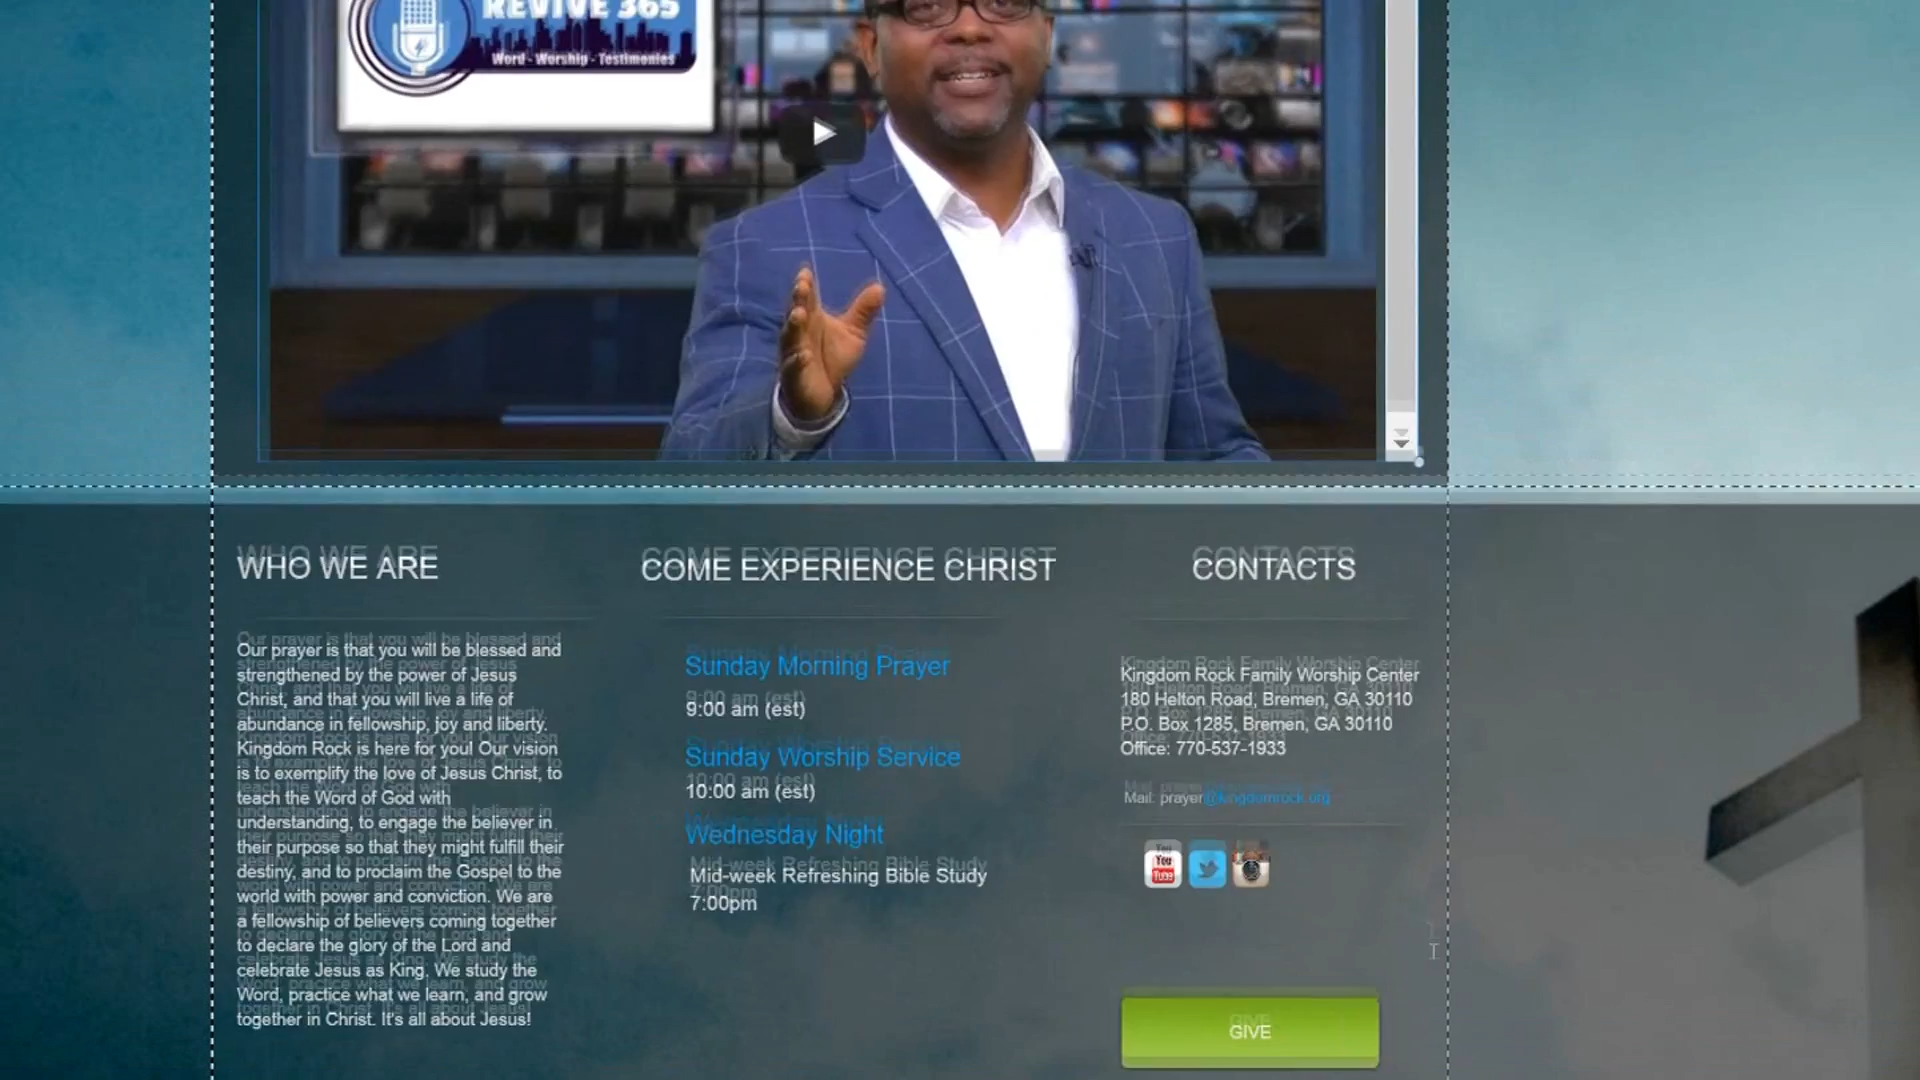 REVIVE 365
Word - Worship - Testimonies
WHO WE ARE
Our prayer is that you will be blessed and
strengthened by the power of Jesus
Christ, and that you will live a life of
abundance in fellowship, joy and liberty.
Kingdom Rock is here for you! Our vision
is to exemplify the love of Jesus Christ, to
teach the Word of God with
understanding, to engage the believer in
their purpose so that they might fulfill their
destiny, and to proclaim the Gospel to the
world with power and conviction. We are
a fellowship of believers coming together
to declare the glory of the Lord and
celebrate Jesus as King. We study the
Word, practice what we learn, and grow
together in Christ. It's all about Jesus!
COME EXPERIENCE CHRIST
Sunday Morning Prayer
9:00 am (est)
Sunday Worship Service
10:00 am (est)
Wednesday Night
Mid-week Refreshing Bible Study
7:00pm
CONTACTS
Kingdom Rock Family Worship Center
180 Helton Road, Bremen, GA 30110
P.O. Box 1285, Bremen, GA 30110
Office: 770-537-1933
Mail: prayer@kingdomrock.org
You
Tube
GIVE